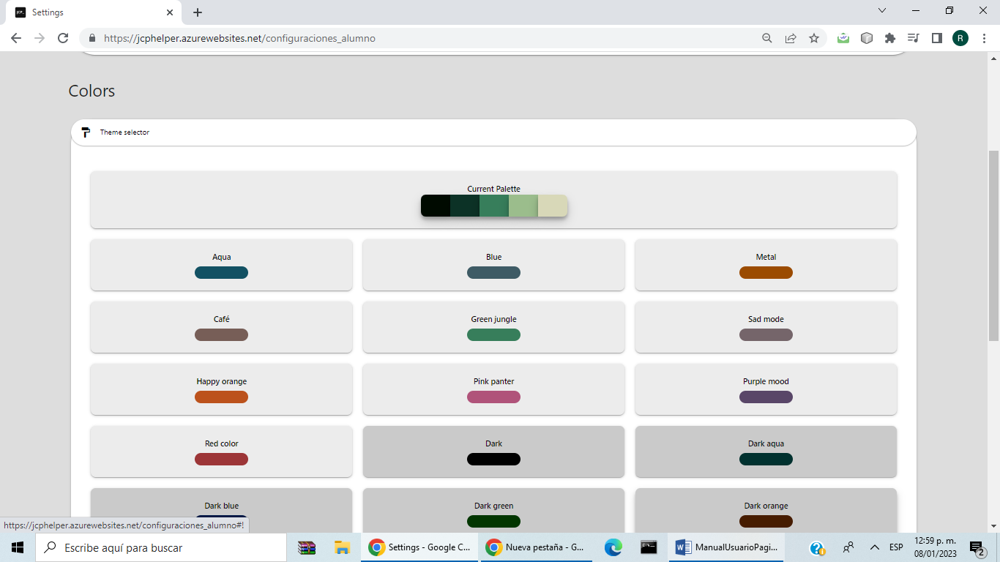 Settings
https://jcphelper.azurewebsites.net/configuraciones_alumno
R
Colors
Theme selector
Current Palette
Aqua
Blue
Metal
Café
Green jungle
Sad mode
Happy orange
Pink panter
Purple mood
Red color
Dark
Dark aqua
Dark blue
Dark green
Dark orange
https://jcphelper.azurewebsites.net/configuraciones_alumno#!
Escribe aquí para buscar
Settings - Google C...
Nueva pestaña - G...
ManualUsuarioPagi...
ESP
12:59 p. m.
08/01/2023
2